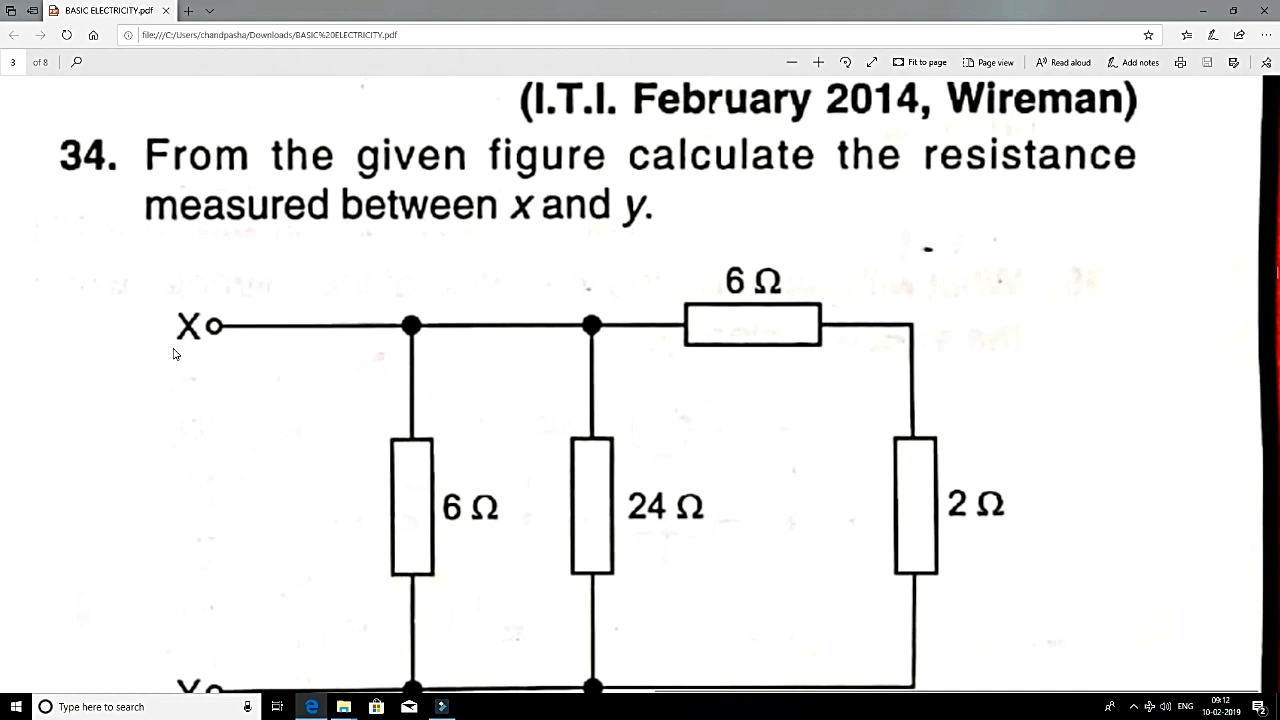 BASIC ELECTRICITY.pdf
file:///C:/Users/chandpasha/Downloads/BASIC%20ELECTRICITY.pdf
3 of 8 Fit to page Page view Read aloud Add notes
(I.T.I. February 2014, Wireman)
34. From the given figure calculate the resistance
measured between x and y.
6 Ω
X
6 Ω
24 Ω
2 Ω
Y
Type here to search
ENG
09:12
10-02-2019
2